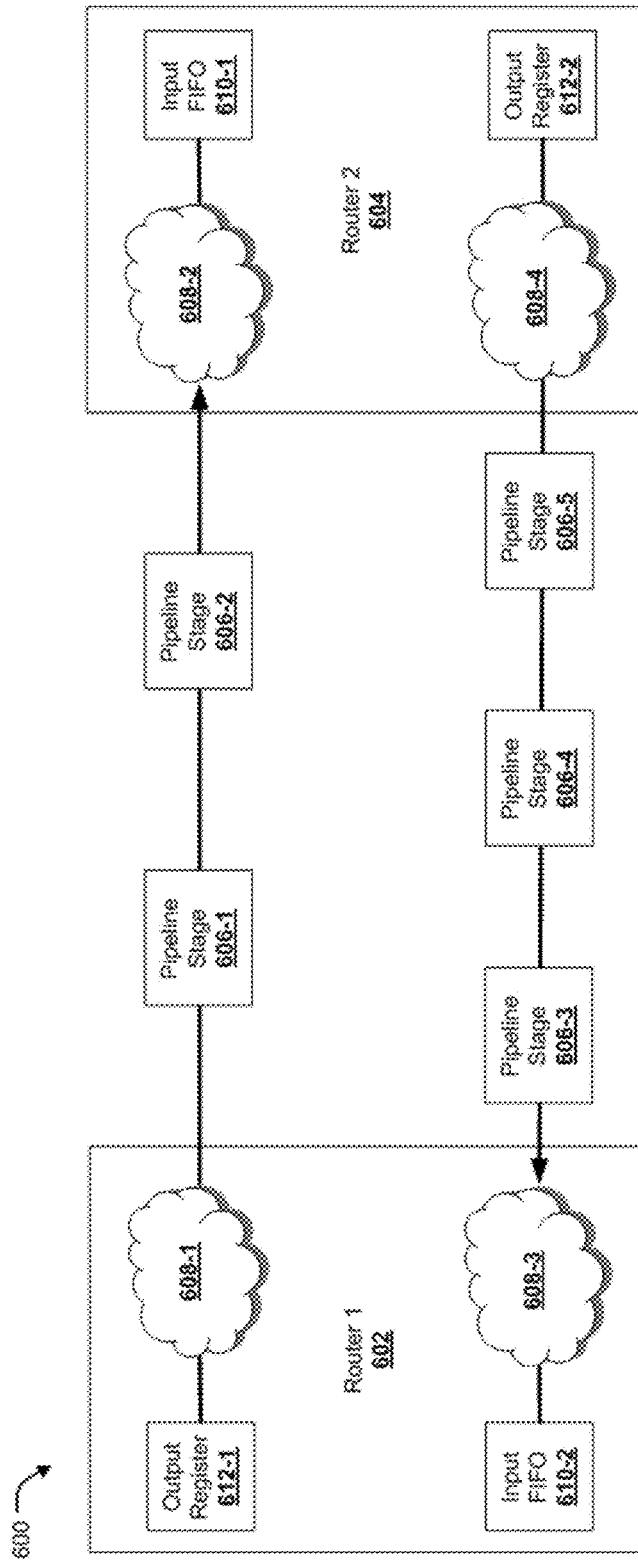 600
Output
Register
612-1
608-1
Pipeline
Stage
606-1
Pipeline
Stage
606-2
608-2
Input
FIFO
610-1
Router 1
602
Router 2
604
Input
FIFO
610-2
608-3
Pipeline
Stage
606-3
Pipeline
Stage
606-4
Pipeline
Stage
606-5
608-4
Output
Register
612-2